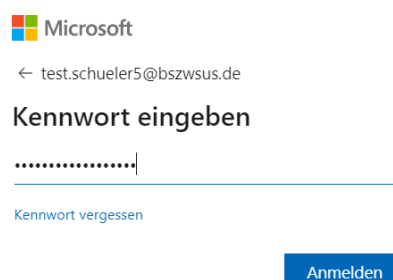 Microsoft
← test.schueler5@bszwsus.de
Kennwort eingeben
••••••••••••••••••
Kennwort vergessen
Anmelden